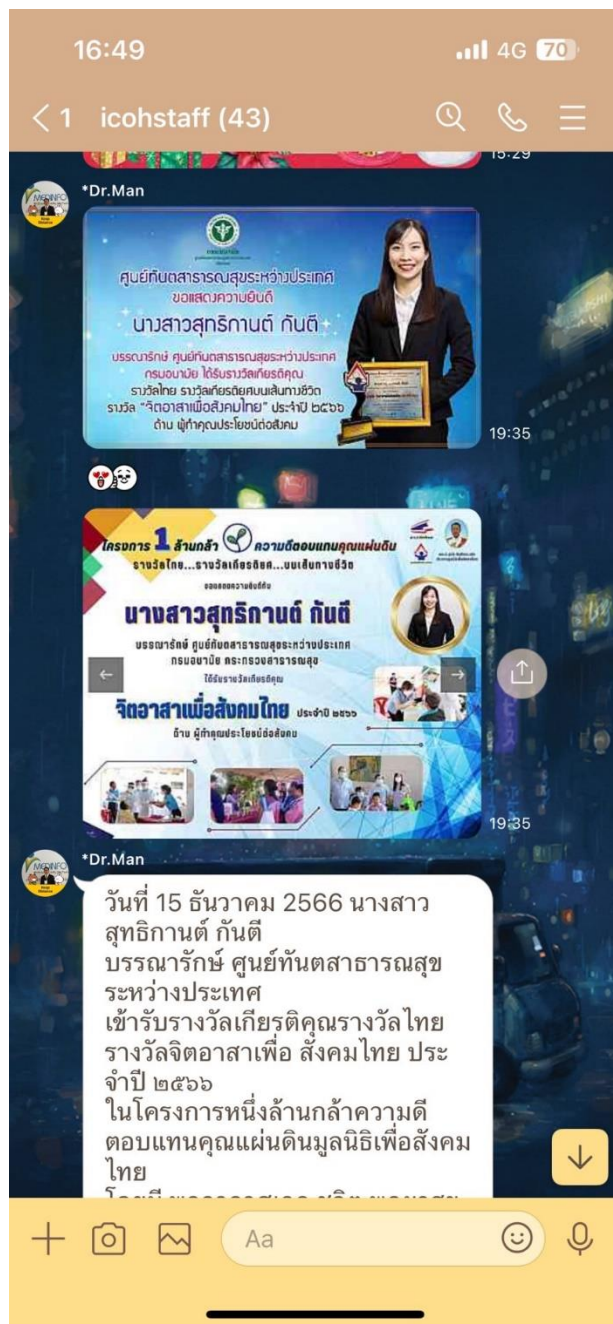 16:49
4G 70
1 icohstaff (43)
15:29
*Dr.Man
MEDINFO
กรมอนามัย
ศูนย์ทันตสาธารณสุขระหว่างประเทศ
ขอแสดงความยินดี
นางสาวสุทธิกานต์ กันตี
บรรณารักษ์ ศูนย์ทันตสาธารณสุขระหว่างประเทศ
กรมอนามัย ได้รับรางวัลเกียรติคุณ
รางวัลไทย รางวัลเกียรติยศบนเส้นทางชีวิต
รางวัล "จิตอาสาเพื่อสังคมไทย" ประจำปี ๒๕๖๖
ด้าน ผู้ทำคุณประโยชน์ต่อสังคม
19:35
โครงการ 1 ล้านกล้า ความดีตอบแทนคุณแผ่นดิน
รางวัลไทย...รางวัลเกียรติยศ...บนเส้นทางชีวิต
ขอแสดงความยินดีกับ
นางสาวสุทธิกานต์ กันตี
บรรณารักษ์ ศูนย์ทันตสาธารณสุขระหว่างประเทศ
กรมอนามัย กระทรวงสาธารณสุข
ได้รับรางวัลเกียรติคุณ
จิตอาสาเพื่อสังคมไทย ประจำปี ๒๕๖๖
ด้าน ผู้ทำคุณประโยชน์ต่อสังคม
19:35
*Dr.Man
MEDINFO
วันที่ 15 ธันวาคม 2566 นางสาว
สุทธิกานต์ กันตี
บรรณารักษ์ ศูนย์ทันตสาธารณสุข
ระหว่างประเทศ
เข้ารับรางวัลเกียรติคุณรางวัลไทย
รางวัลจิตอาสาเพื่อ สังคมไทย ประ
จำปี ๒๕๖๖
ในโครงการหนึ่งล้านกล้าความดี
ตอบแทนคุณแผ่นดินมูลนิธิเพื่อสังคม
ไทย
Aa